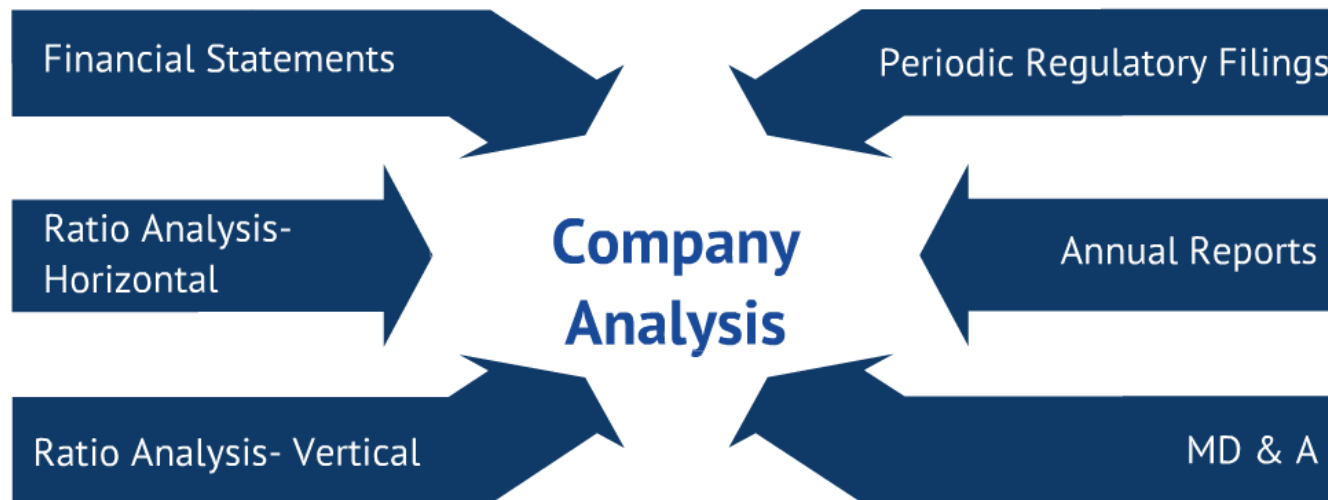 Financial Statements
Periodic Regulatory Filings
Ratio Analysis-
Horizontal
Company
Analysis
Annual Reports
Ratio Analysis- Vertical
MD & A